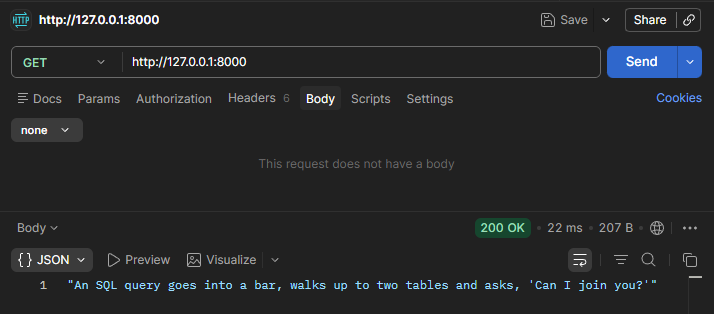 HTTP http://127.0.0.1:8000 Save Share
GET http://127.0.0.1:8000 Send
Docs Params Authorization Headers 6 Body Scripts Settings Cookies
none
This request does not have a body
Body 200 OK • 22 ms • 207 B
{} JSON Preview Visualize
1 "An SQL query goes into a bar, walks up to two tables and asks, 'Can I join you?'"